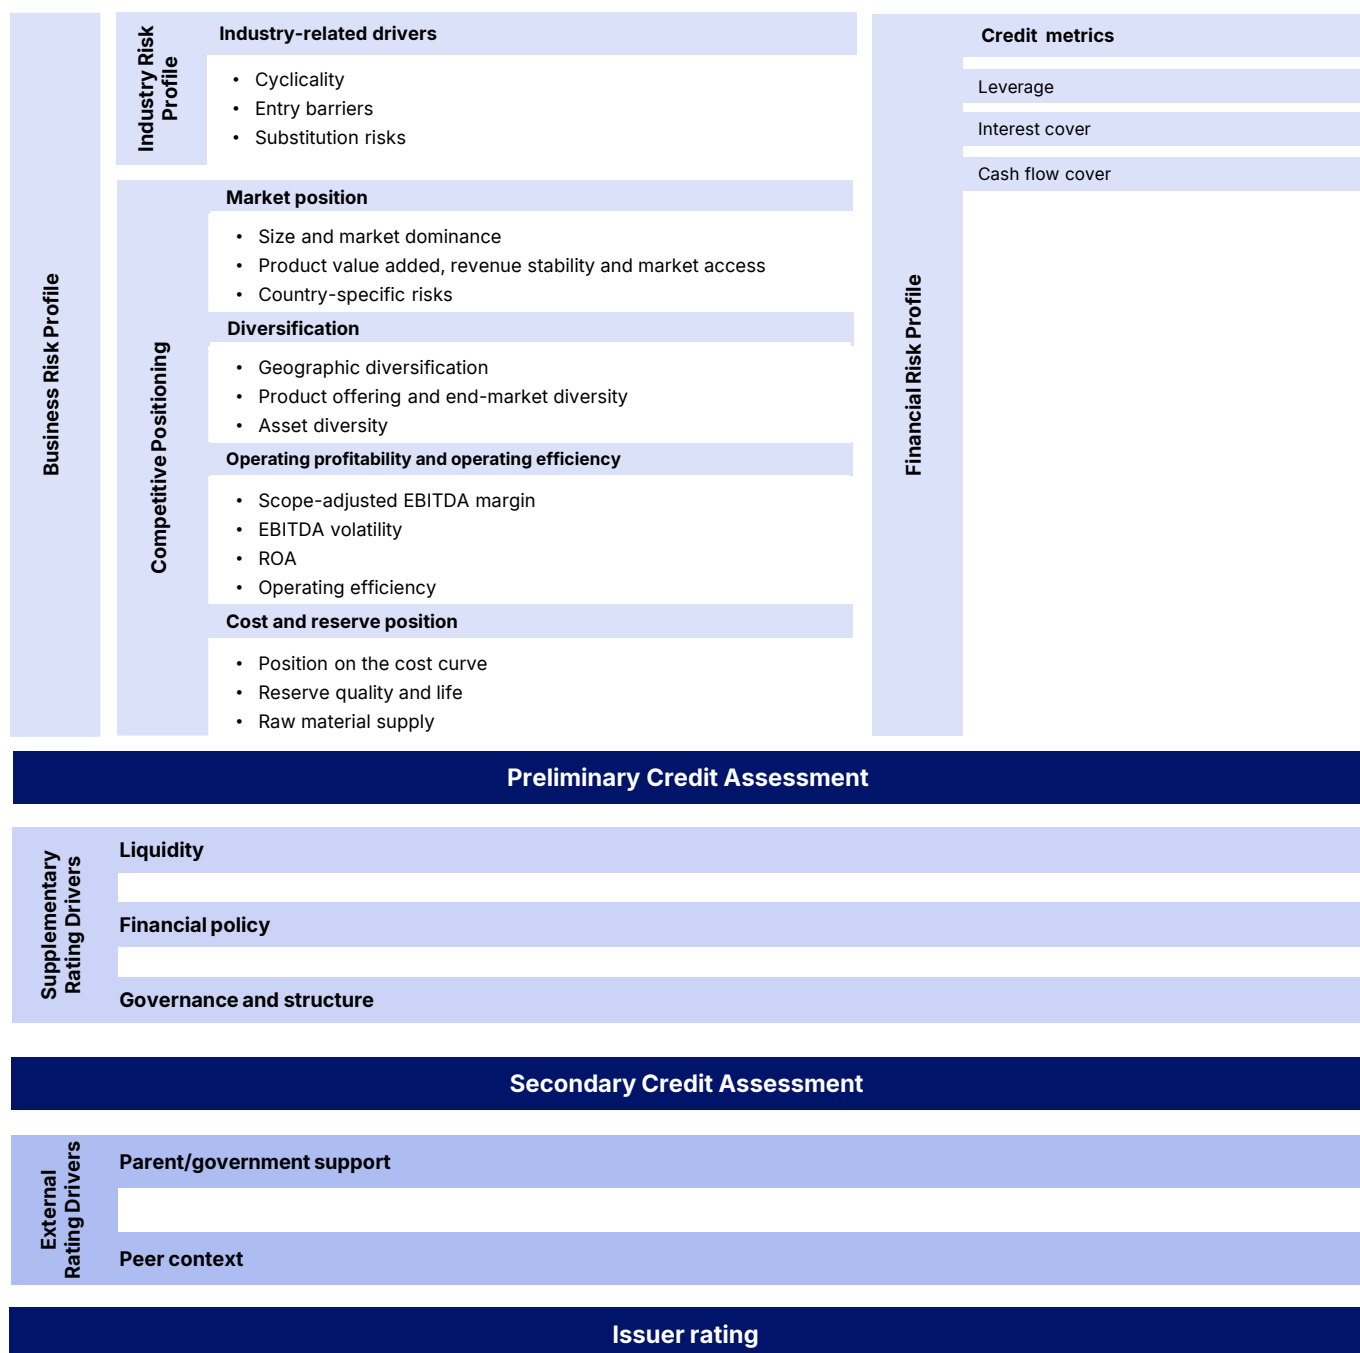 Business Risk Profile
Industry Risk
Profile
Industry-related drivers
• Cyclicality
• Entry barriers
• Substitution risks
Competitive Positioning
Market position
• Size and market dominance
• Product value added, revenue stability and market access
• Country-specific risks
Diversification
• Geographic diversification
• Product offering and end-market diversity
• Asset diversity
Operating profitability and operating efficiency
• Scope-adjusted EBITDA margin
• EBITDA volatility
• ROA
• Operating efficiency
Cost and reserve position
• Position on the cost curve
• Reserve quality and life
• Raw material supply
Financial Risk Profile
Credit metrics
Leverage
Interest cover
Cash flow cover
Preliminary Credit Assessment
Supplementary
Rating Drivers
Liquidity
Financial policy
Governance and structure
Secondary Credit Assessment
External
Rating Drivers
Parent/government support
Peer context
Issuer rating